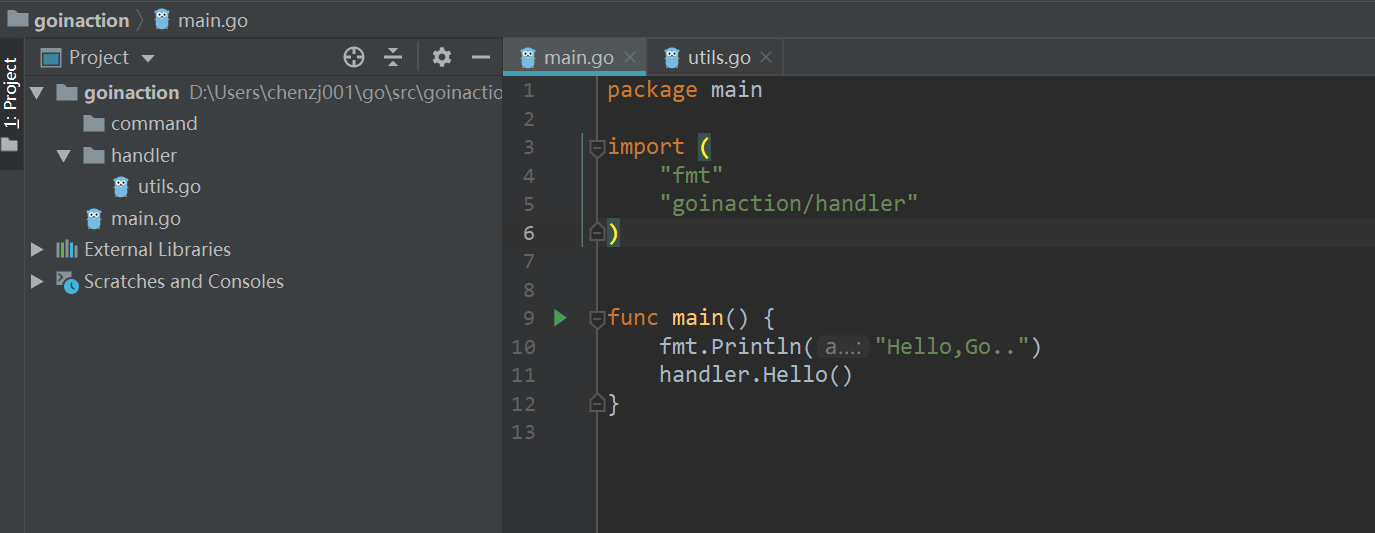 goinaction main.go
1: Project
Project
goinaction D:\Users\chenzj001\go\src\goinactio
command
handler
utils.go
main.go
External Libraries
Scratches and Consoles
main.go utils.go
1 package main
2
3 import (
4 "fmt"
5 "goinaction/handler"
6 )
7
8
9 func main() {
10 fmt.Println( a...: "Hello,Go..")
11 handler.Hello()
12 }
13